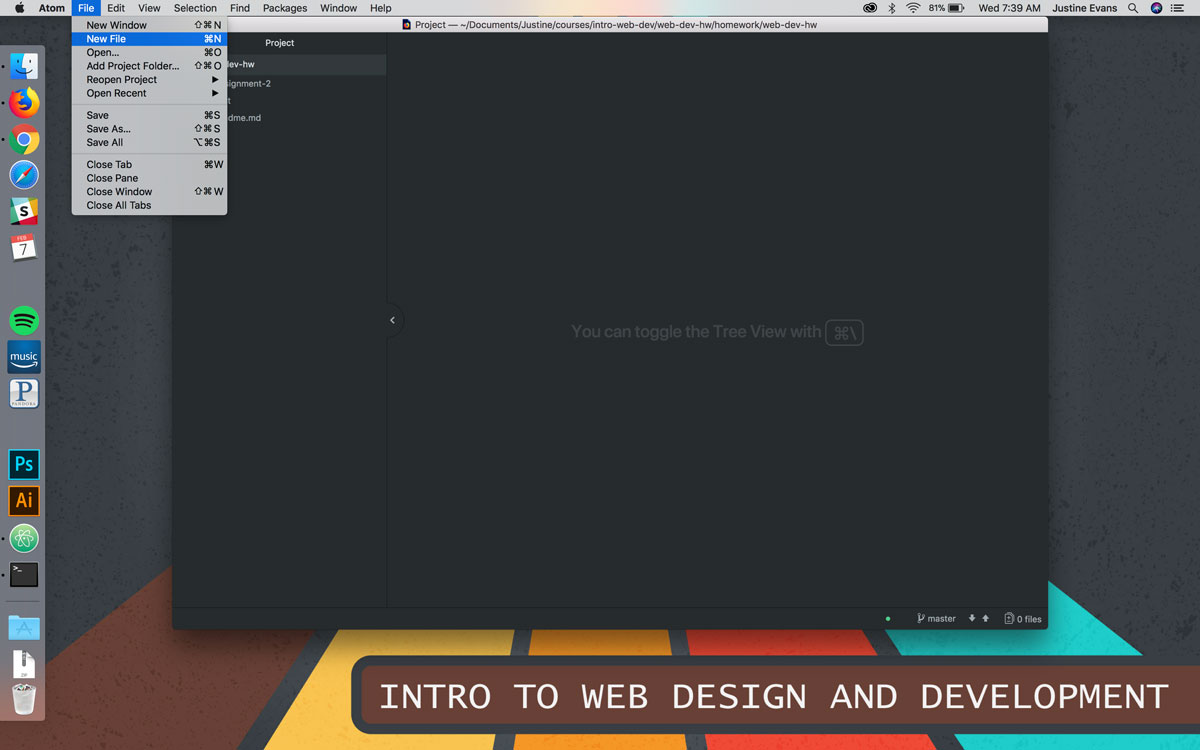 Atom File Edit View Selection Find Packages Window Help 81% Wed 7:39 AM Justine Evans
Project — ~/Documents/Justine/courses/intro-web-dev/web-dev-hw/homework/web-dev-hw
New Window ⇧⌘N
New File ⌘N
Open... ⌘O
Add Project Folder... ⇧⌘O
Reopen Project ▶
Open Recent ▶
Save ⌘S
Save As... ⇧⌘S
Save All ⌥⌘S
Close Tab ⌘W
Close Pane
Close Window ⇧⌘W
Close All Tabs
Project
dev-hw
signment-2
t
dme.md
You can toggle the Tree View with ⌘\
master 0 files
S
FEB
7
music
P
PANDORA
Ps
Ai
>_
ZIP
INTRO TO WEB DESIGN AND DEVELOPMENT